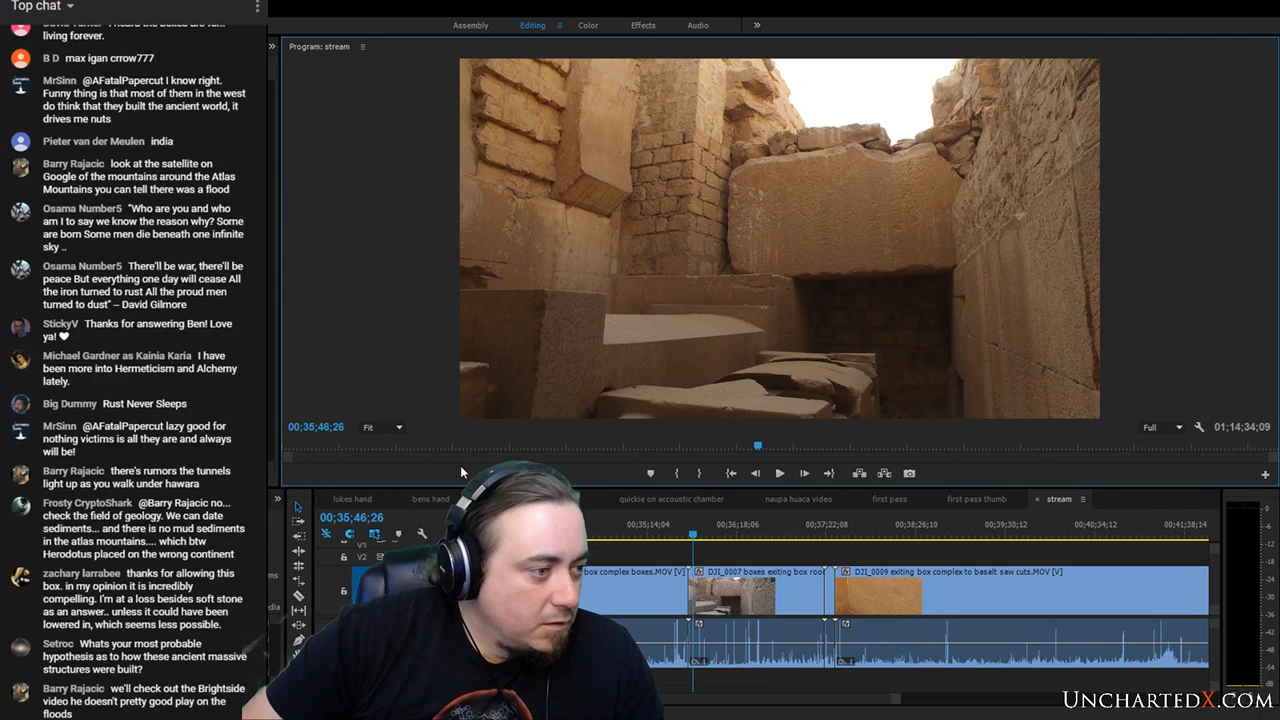 Top chat
living forever.
B D max igan crrow777
MrSinn @AFatalPapercut I know right.
Funny thing is that most of them in the west
do think that they built the ancient world, it
drives me nuts
Pieter van der Meulen india
Barry Rajacic look at the satellite on
Google of the mountains around the Atlas
Mountains you can tell there was a flood
Osama Number5 "Who are you and who
am I to say we know the reason why? Some
are born Some men die beneath one infinite
sky ..
Osama Number5 There'll be war, there'll be
peace But everything one day will cease All
the iron turned to rust All the proud men
turned to dust" – David Gilmore
StickyV Thanks for answering Ben! Love
ya!
Michael Gardner as Kainia Karia I have
been more into Hermeticism and Alchemy
lately.
Big Dummy Rust Never Sleeps
MrSinn @AFatalPapercut lazy good for
nothing victims is all they are and always
will be!
Barry Rajacic there's rumors the tunnels
light up as you walk under hawara
Frosty CryptoShark @Barry Rajacic no...
check the field of geology. We can date
sediments... and there is no mud sediments
in the atlas mountains.... which btw
Herodotus placed on the wrong continent
zachary larrabee thanks for allowing this
box. in my opinion it is incredibly
compelling. I'm at a loss besides soft stone
as an answer.. unless it could have been
lowered in, which seems less possible.
Setroc Whats your most probable
hypothesis as to how these ancient massive
structures were built?
Barry Rajacic we'll check out the Brightside
video he doesn't pretty good play on the
floods
Assembly Editing Color Effects Audio
Program: stream
00;35;46;26 Fit Full 01;14;34;09
lukes hand bens hand quickie on accoustic chamber naupa huaca video first pass first pass thumb stream
00;35;46;26
00;35;14;04 00;36;18;06 00;37;22;08 00;38;26;10 00;39;30;12 00;40;34;12 00;41;38;14
V2
box complex boxes.MOV [V] DJI_0007 boxes exiting box roo DJI_0009 exiting box complex to basalt saw cuts.MOV [V]
Ch. 1 Ch. 1
0
-6
-12
-18
-24
-30
-36
-42
-48
-54
dB
UnchartedX.com